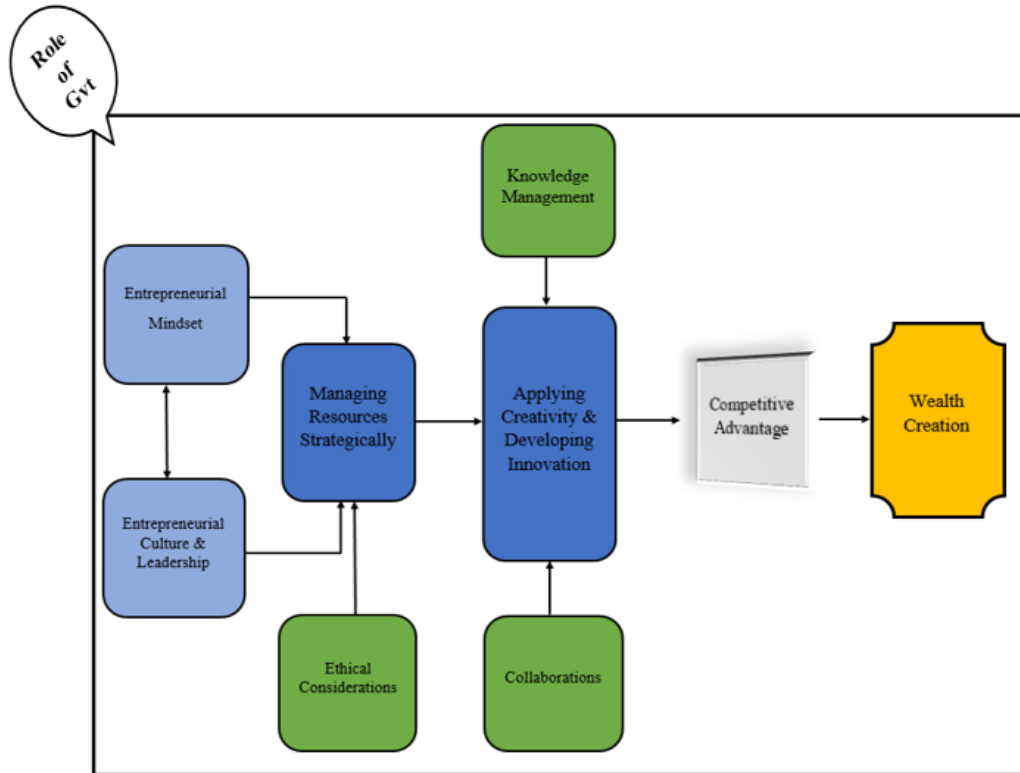 Role
of
Gvt
Knowledge
Management
Entrepreneurial
Mindset
Managing
Resources
Strategically
Applying
Creativity &
Developing
Innovation
Competitive
Advantage
Wealth
Creation
Entrepreneurial
Culture &
Leadership
Ethical
Considerations
Collaborations